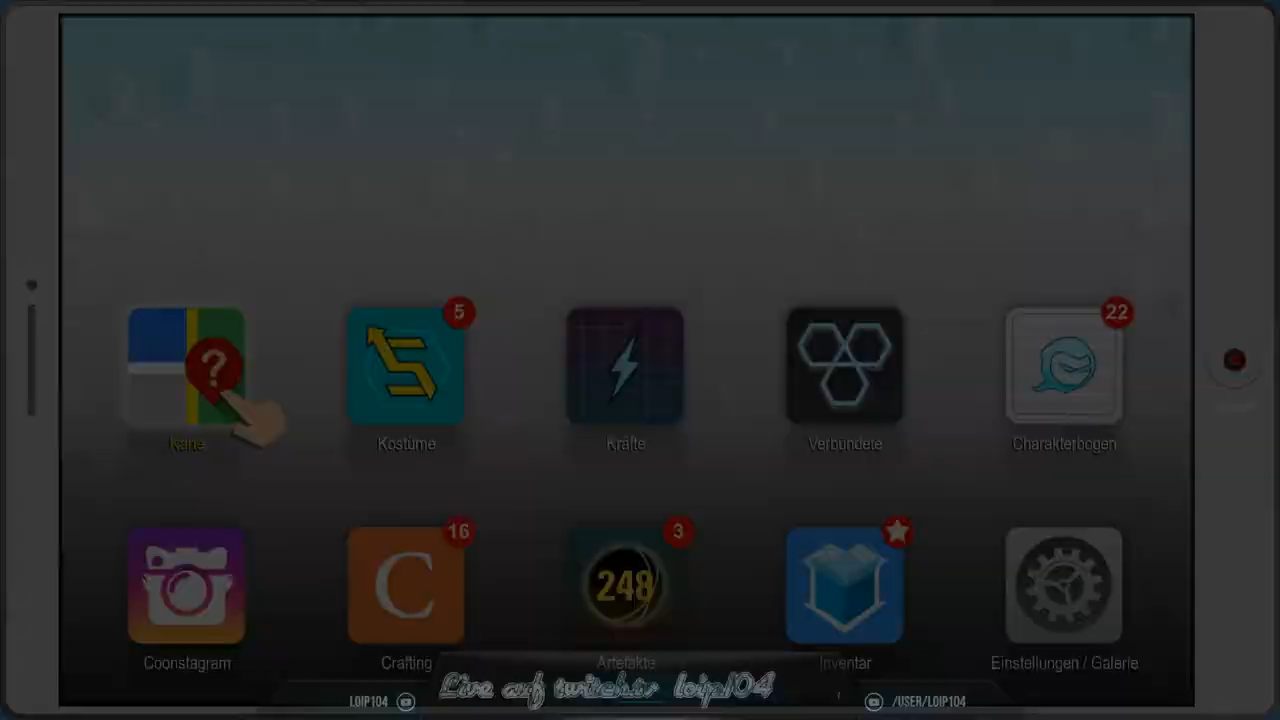 5
22
?
Karte
Kostüme
Kräfte
Verbündete
Charakterbogen
16
3
C
248
Coonstagram
Crafting
Artefakte
Inventar
Einstellungen / Galerie
Live auf twitch.tv loip104
LOIP104
/USER/LOIP104